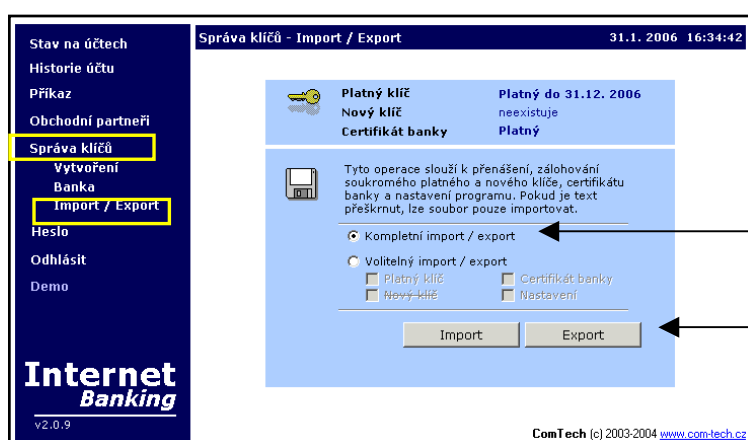 Stav na účtech
Historie účtu
Příkaz
Obchodní partneři
Správa klíčů
Vytvoření
Banka
Import / Export
Heslo
Odhlásit
Demo
Internet
Banking
v2.0.9
Správa klíčů - Import / Export 31.1. 2006 16:34:42
Platný klíč Platný do 31.12. 2006
Nový klíč neexistuje
Certifikát banky Platný
Tyto operace slouží k přenášení, zálohování
soukromého platného a nového klíče, certifikátu
banky a nastavení programu. Pokud je text
přeškrnut, lze soubor pouze importovat.
Kompletní import / export
Volitelný import / export
Platný klíč Certifikát banky
Nový klíč Nastavení
Import Export
ComTech (c) 2003-2004 www.com-tech.cz